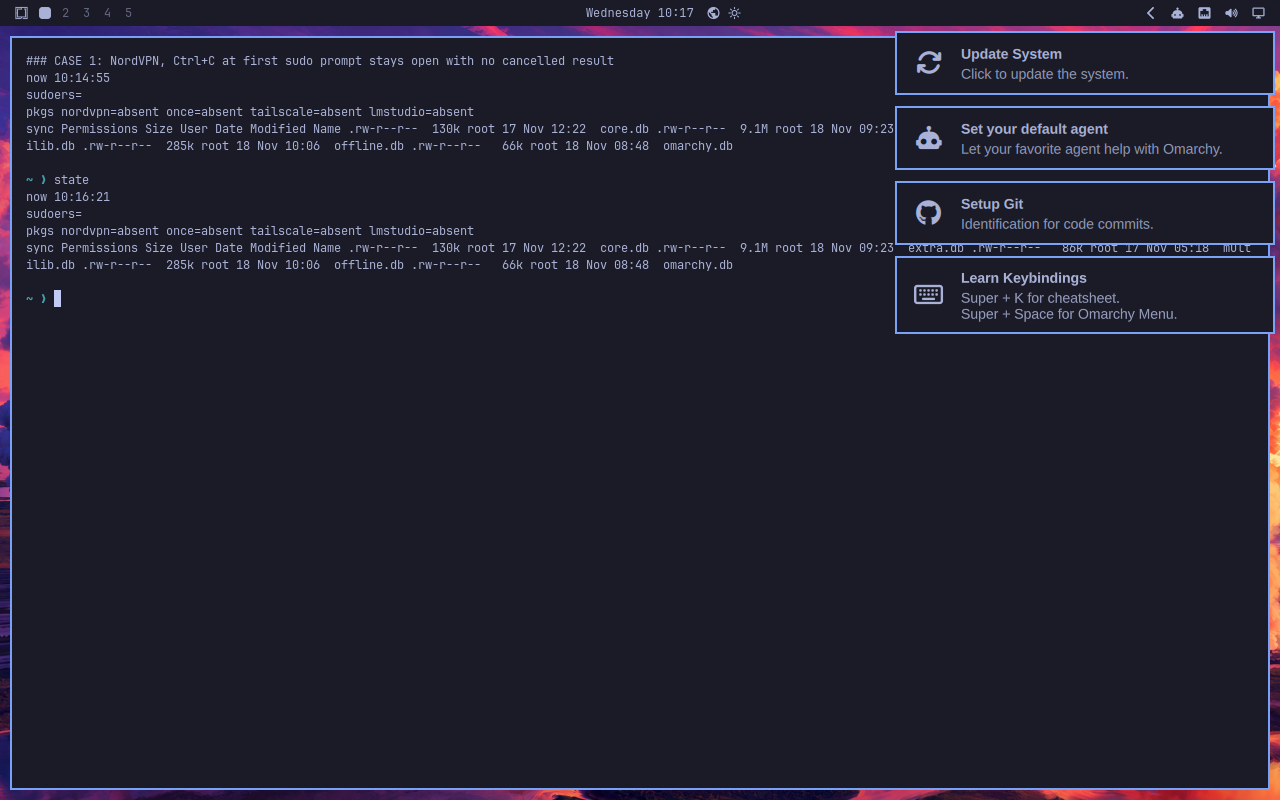 2 3 4 5
Wednesday 10:17
### CASE 1: NordVPN, Ctrl+C at first sudo prompt stays open with no cancelled result
now 10:14:55
sudoers=
pkgs nordvpn=absent once=absent tailscale=absent lmstudio=absent
sync Permissions Size User Date Modified Name .rw-r--r--  130k root 17 Nov 12:22  core.db .rw-r--r--  9.1M root 18 Nov 09:23
ilib.db .rw-r--r--  285k root 18 Nov 10:06  offline.db .rw-r--r--   66k root 18 Nov 08:48  omarchy.db
~ ❯ state
now 10:16:21
sudoers=
pkgs nordvpn=absent once=absent tailscale=absent lmstudio=absent
sync Permissions Size User Date Modified Name .rw-r--r--  130k root 17 Nov 12:22  core.db .rw-r--r--  9.1M root 18 Nov 09:23  extra.db .rw-r--r--   86k root 17 Nov 05:18  mult
ilib.db .rw-r--r--  285k root 18 Nov 10:06  offline.db .rw-r--r--   66k root 18 Nov 08:48  omarchy.db
~ ❯
Update System
Click to update the system.
Set your default agent
Let your favorite agent help with Omarchy.
Setup Git
Identification for code commits.
Learn Keybindings
Super + K for cheatsheet.
Super + Space for Omarchy Menu.